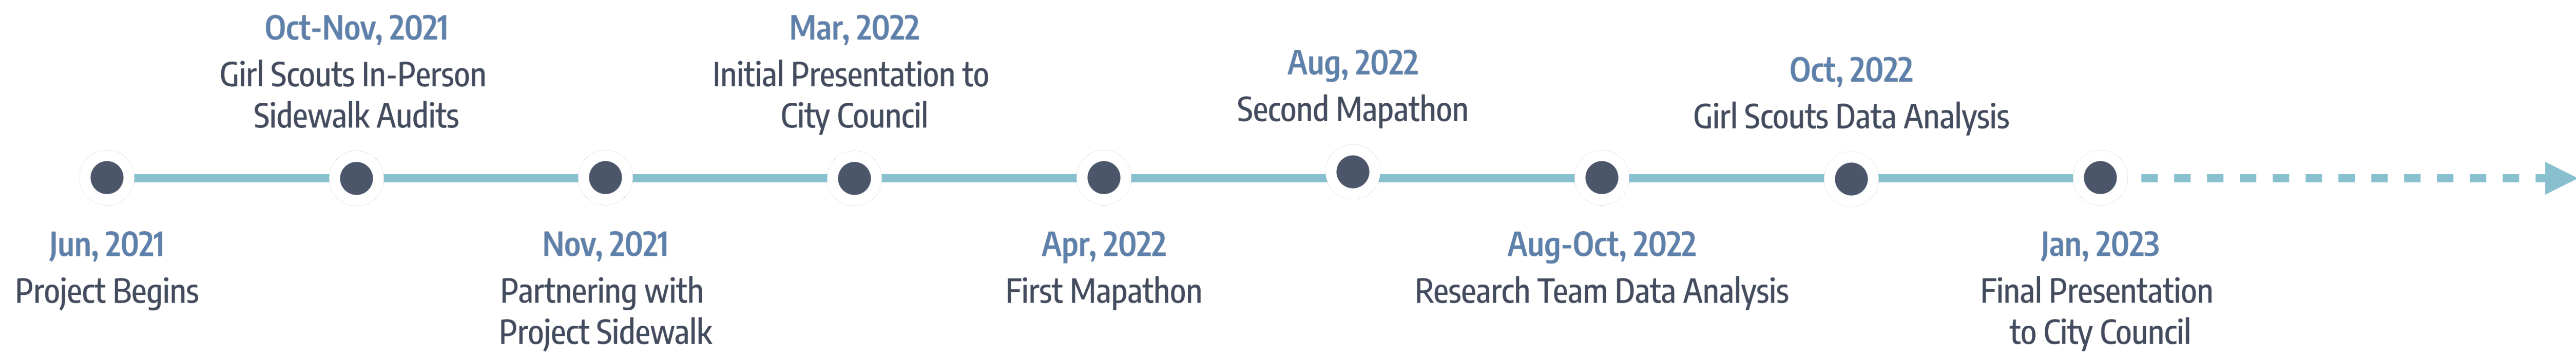 Jun, 2021
Project Begins
Oct-Nov, 2021
Girl Scouts In-Person
Sidewalk Audits
Nov, 2021
Partnering with
Project Sidewalk
Mar, 2022
Initial Presentation to
City Council
Apr, 2022
First Mapathon
Aug, 2022
Second Mapathon
Aug-Oct, 2022
Research Team Data Analysis
Oct, 2022
Girl Scouts Data Analysis
Jan, 2023
Final Presentation
to City Council